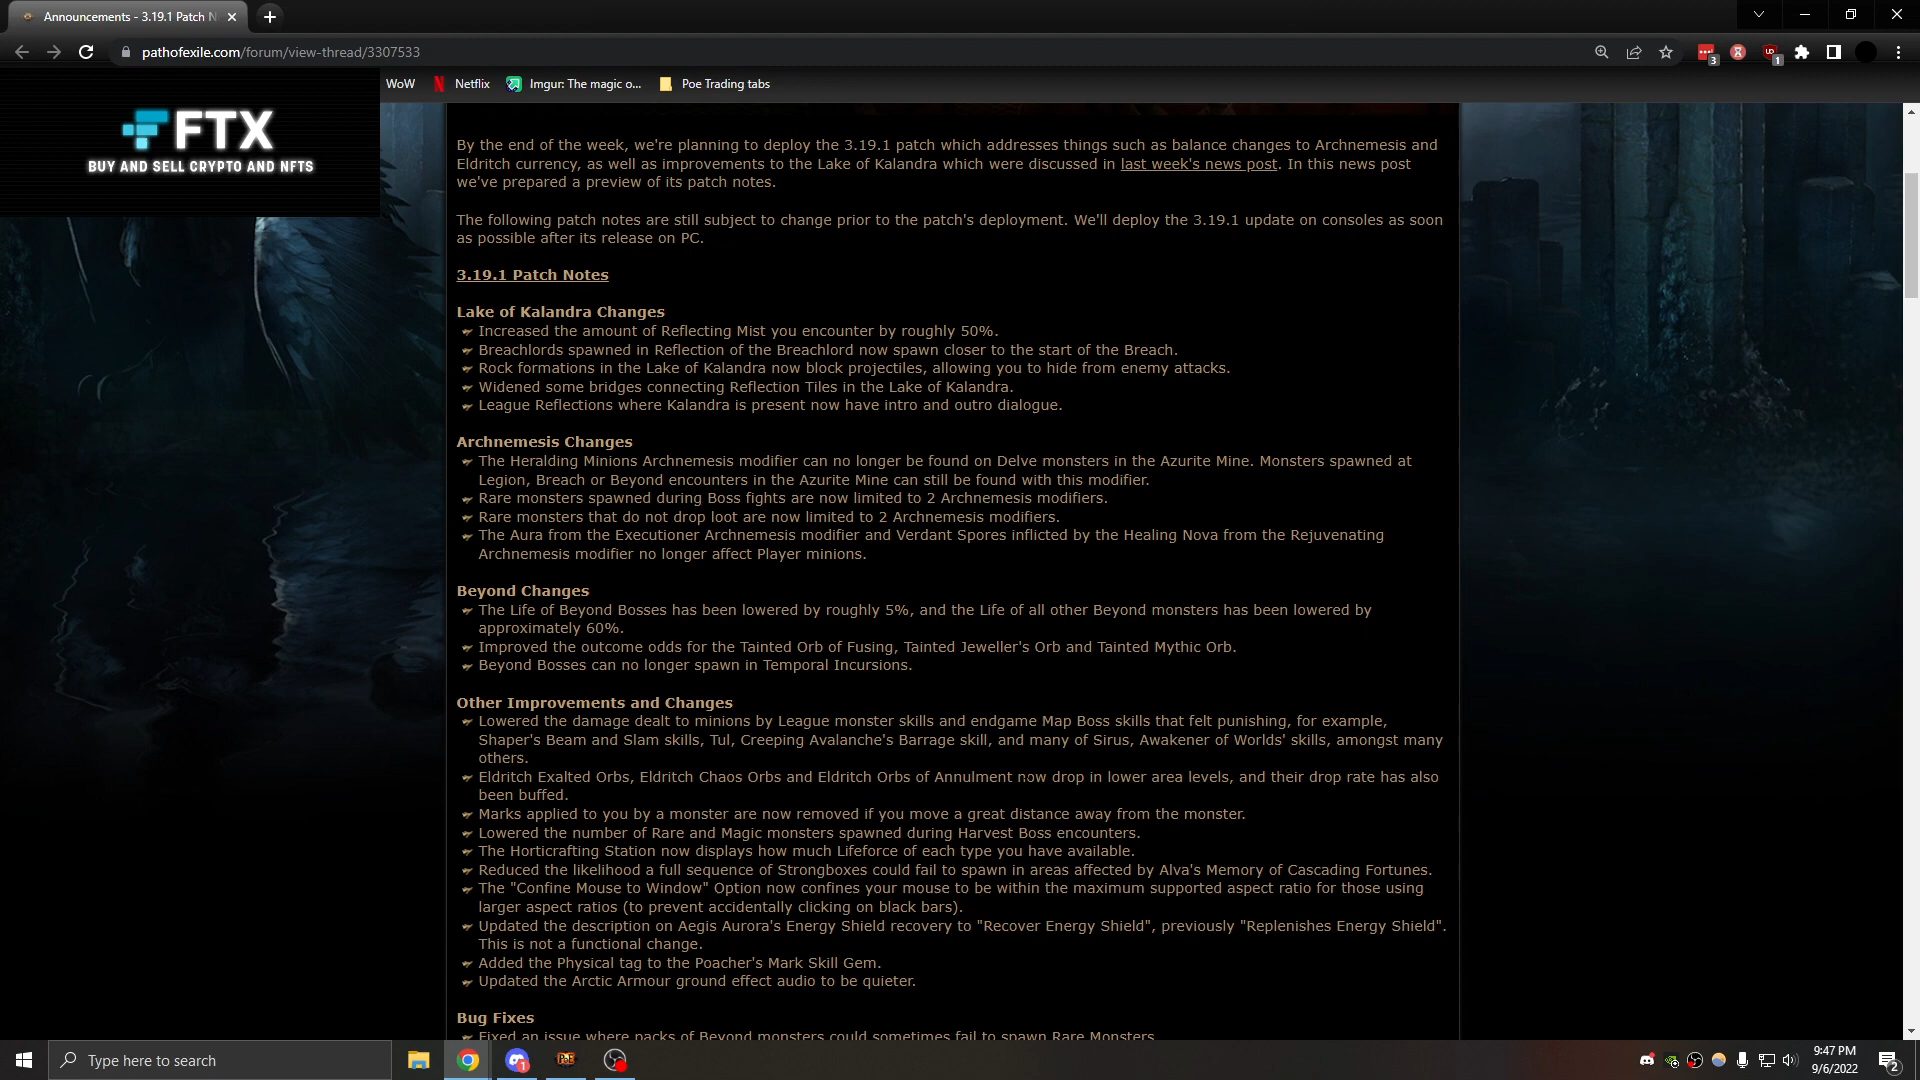 Announcements - 3.19.1 Patch N
pathofexile.com/forum/view-thread/3307533
3
1
WoW
Netflix
Imgur: The magic o...
Poe Trading tabs
FTX
BUY AND SELL CRYPTO AND NFTS
By the end of the week, we're planning to deploy the 3.19.1 patch which addresses things such as balance changes to Archnemesis and
Eldritch currency, as well as improvements to the Lake of Kalandra which were discussed in last week's news post. In this news post
we've prepared a preview of its patch notes.
The following patch notes are still subject to change prior to the patch's deployment. We'll deploy the 3.19.1 update on consoles as soon
as possible after its release on PC.
3.19.1 Patch Notes
Lake of Kalandra Changes
Increased the amount of Reflecting Mist you encounter by roughly 50%.
Breachlords spawned in Reflection of the Breachlord now spawn closer to the start of the Breach.
Rock formations in the Lake of Kalandra now block projectiles, allowing you to hide from enemy attacks.
Widened some bridges connecting Reflection Tiles in the Lake of Kalandra.
League Reflections where Kalandra is present now have intro and outro dialogue.
Archnemesis Changes
The Heralding Minions Archnemesis modifier can no longer be found on Delve monsters in the Azurite Mine. Monsters spawned at
Legion, Breach or Beyond encounters in the Azurite Mine can still be found with this modifier.
Rare monsters spawned during Boss fights are now limited to 2 Archnemesis modifiers.
Rare monsters that do not drop loot are now limited to 2 Archnemesis modifiers.
The Aura from the Executioner Archnemesis modifier and Verdant Spores inflicted by the Healing Nova from the Rejuvenating
Archnemesis modifier no longer affect Player minions.
Beyond Changes
The Life of Beyond Bosses has been lowered by roughly 5%, and the Life of all other Beyond monsters has been lowered by
approximately 60%.
Improved the outcome odds for the Tainted Orb of Fusing, Tainted Jeweller's Orb and Tainted Mythic Orb.
Beyond Bosses can no longer spawn in Temporal Incursions.
Other Improvements and Changes
Lowered the damage dealt to minions by League monster skills and endgame Map Boss skills that felt punishing, for example,
Shaper's Beam and Slam skills, Tul, Creeping Avalanche's Barrage skill, and many of Sirus, Awakener of Worlds' skills, amongst many
others.
Eldritch Exalted Orbs, Eldritch Chaos Orbs and Eldritch Orbs of Annulment now drop in lower area levels, and their drop rate has also
been buffed.
Marks applied to you by a monster are now removed if you move a great distance away from the monster.
Lowered the number of Rare and Magic monsters spawned during Harvest Boss encounters.
The Horticrafting Station now displays how much Lifeforce of each type you have available.
Reduced the likelihood a full sequence of Strongboxes could fail to spawn in areas affected by Alva's Memory of Cascading Fortunes.
The "Confine Mouse to Window" Option now confines your mouse to be within the maximum supported aspect ratio for those using
larger aspect ratios (to prevent accidentally clicking on black bars).
Updated the description on Aegis Aurora's Energy Shield recovery to "Recover Energy Shield", previously "Replenishes Energy Shield".
This is not a functional change.
Added the Physical tag to the Poacher's Mark Skill Gem.
Updated the Arctic Armour ground effect audio to be quieter.
Bug Fixes
Fixed an issue where packs of Beyond monsters could sometimes fail to spawn Rare Monsters.
Type here to search
1
PoE
9:47 PM
9/6/2022
2